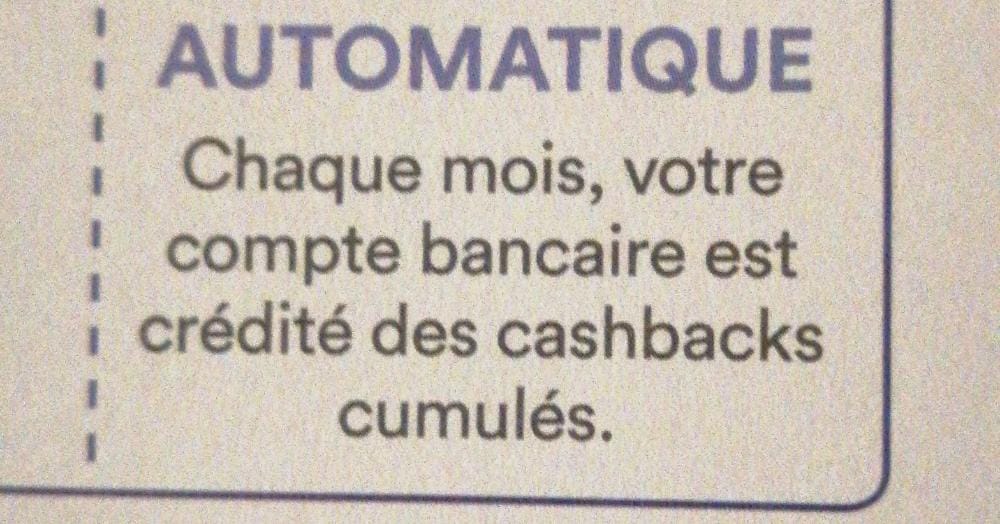 AUTOMATIQUE
Chaque mois, votre
compte bancaire est
crédité des cashbacks
cumulés.